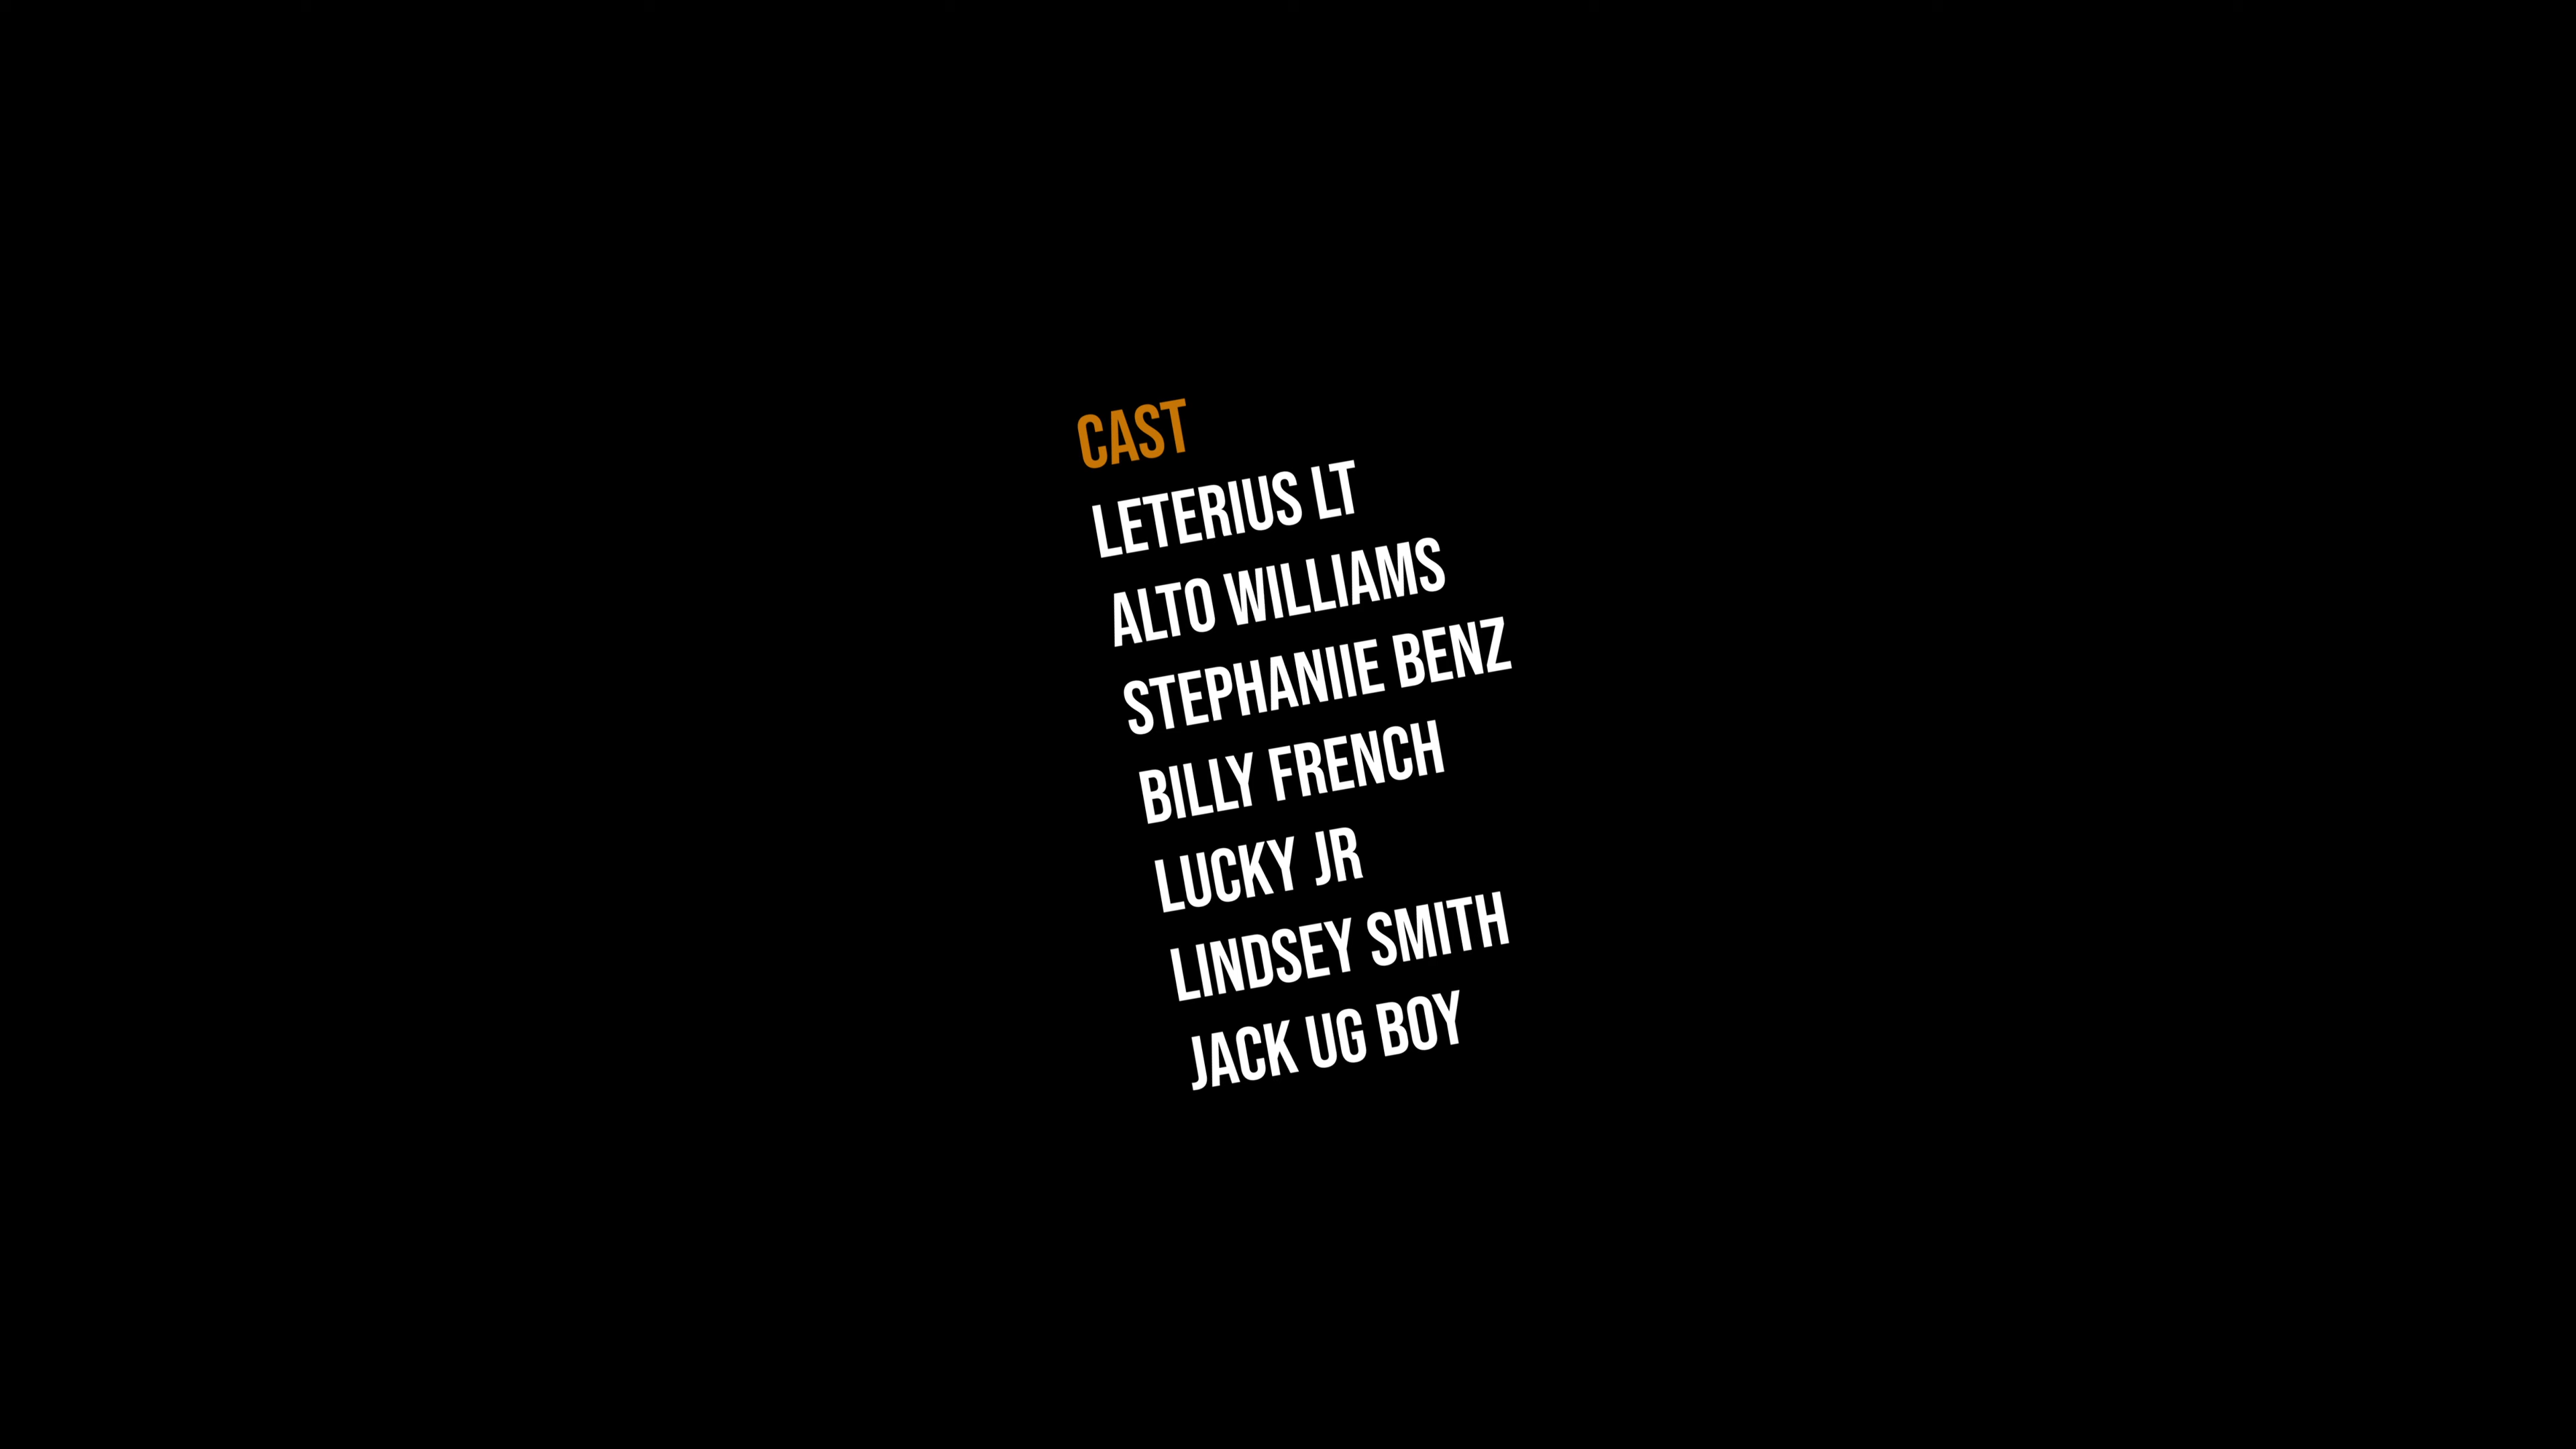 CAST
LETERIUS LT
ALTO WILLIAMS
STEPHANIIE BENZ
BILLY FRENCH
LUCKY JR
LINDSEY SMITH
JACK UG BOY